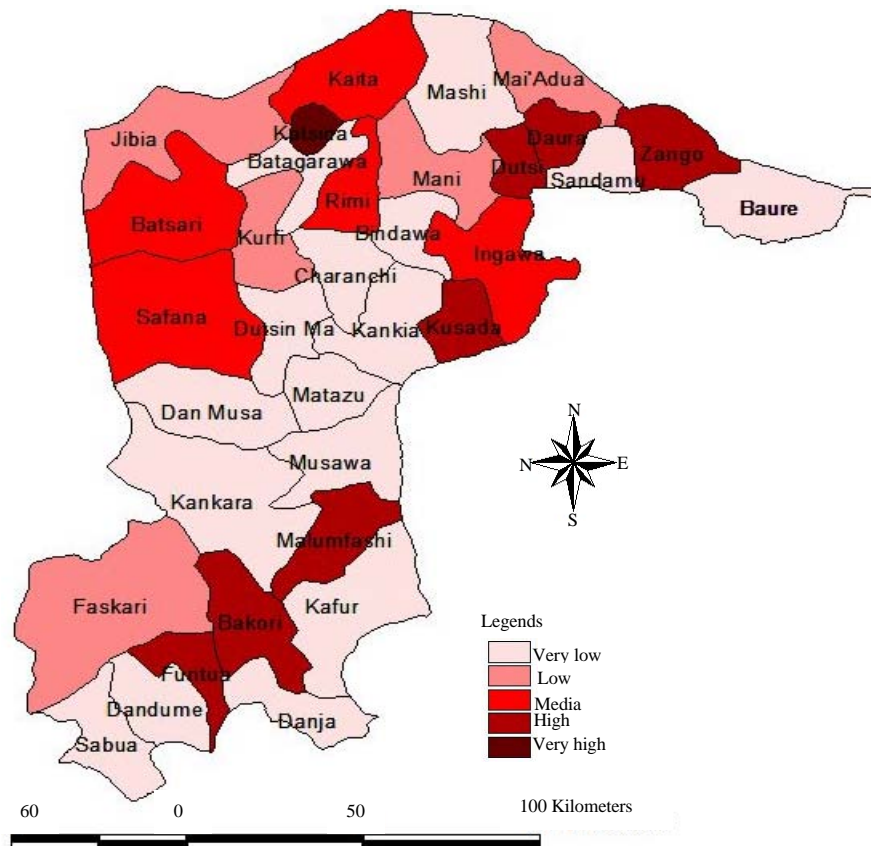 Kaita
Mashi
Mai'Adua
Katsina
Jibia
Daura
Batagarawa
Dutsi
Zango
Mani
Sandamu
Rimi
Baure
Batsari
Kurfi
Bindawa
Ingawa
Charanchi
Safana
Dutsin Ma
Kankia
Kusada
Matazu
Dan Musa
N
Musawa
N E
Kankara
S
Malumfashi
Faskari
Kafur
Bakori
Legends
Very low
Funtua
Low
Dandume
Media
Danja
High
Sabua
Very high
60 0 50 100 Kilometers